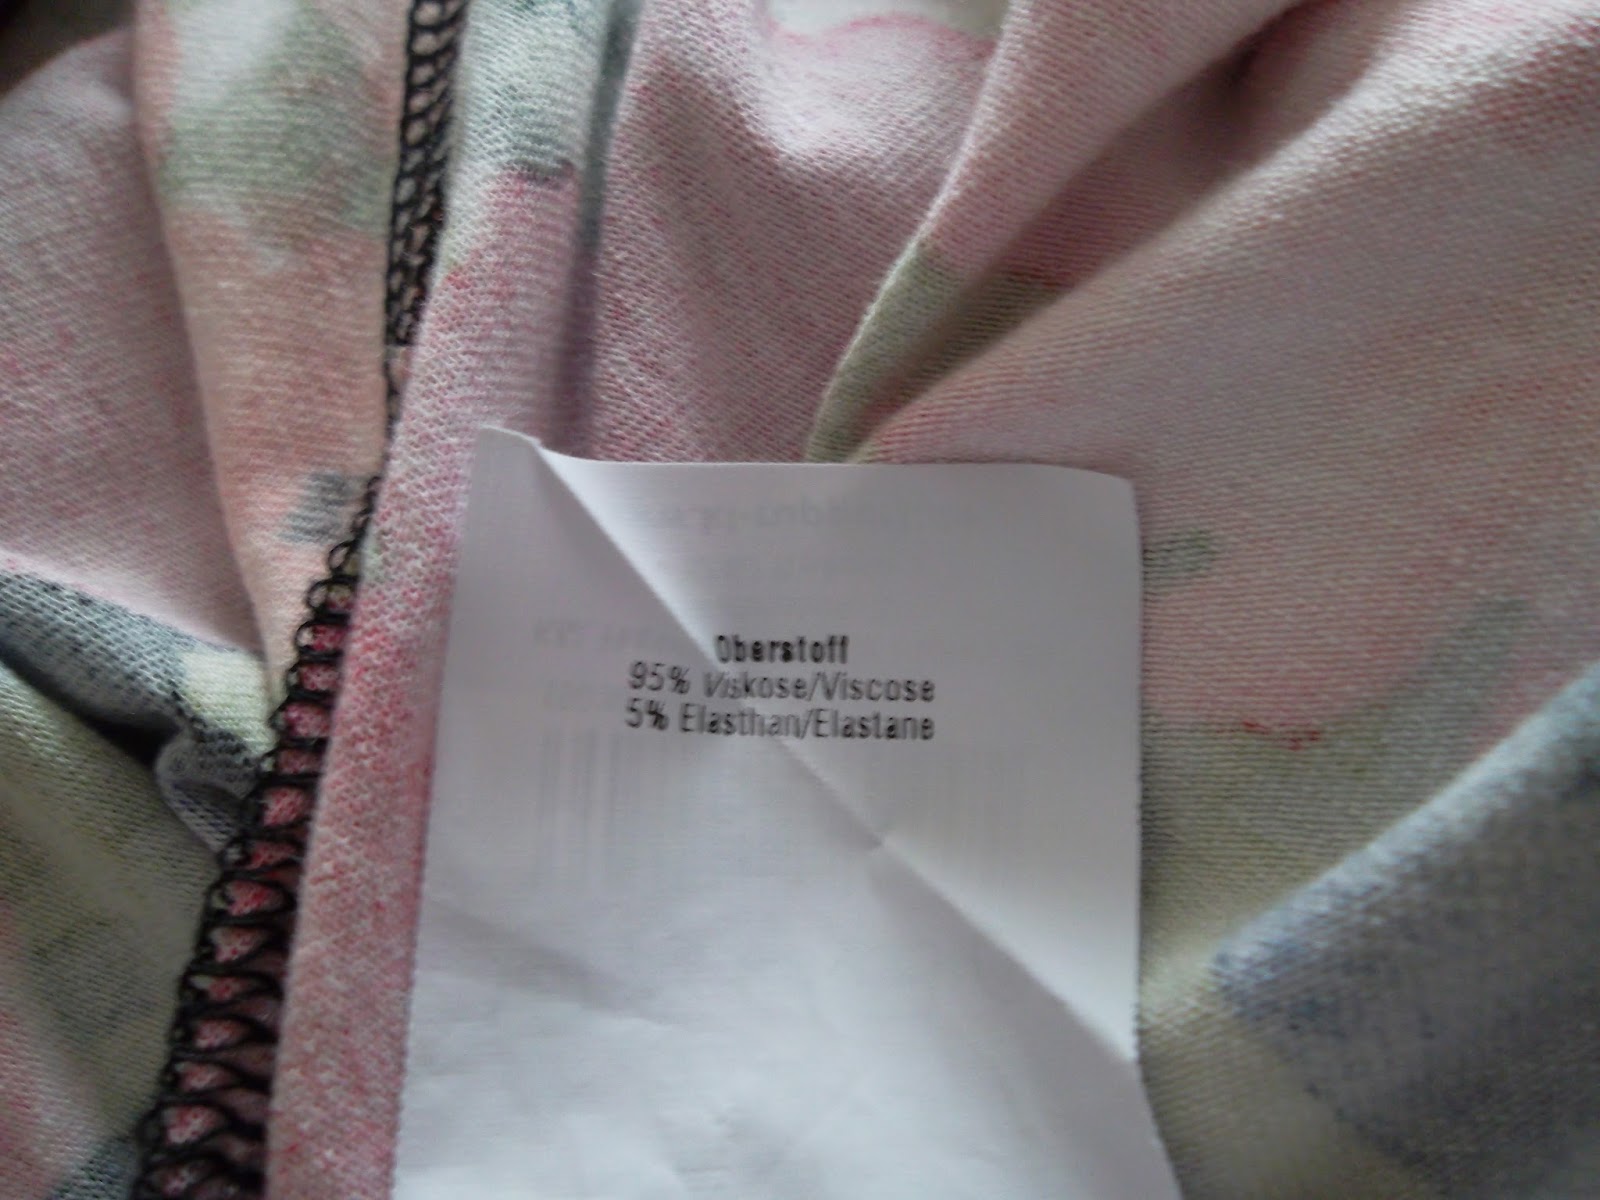 Oberstoff
95% Viskose/Viscose
5% Elasthan/Elastane